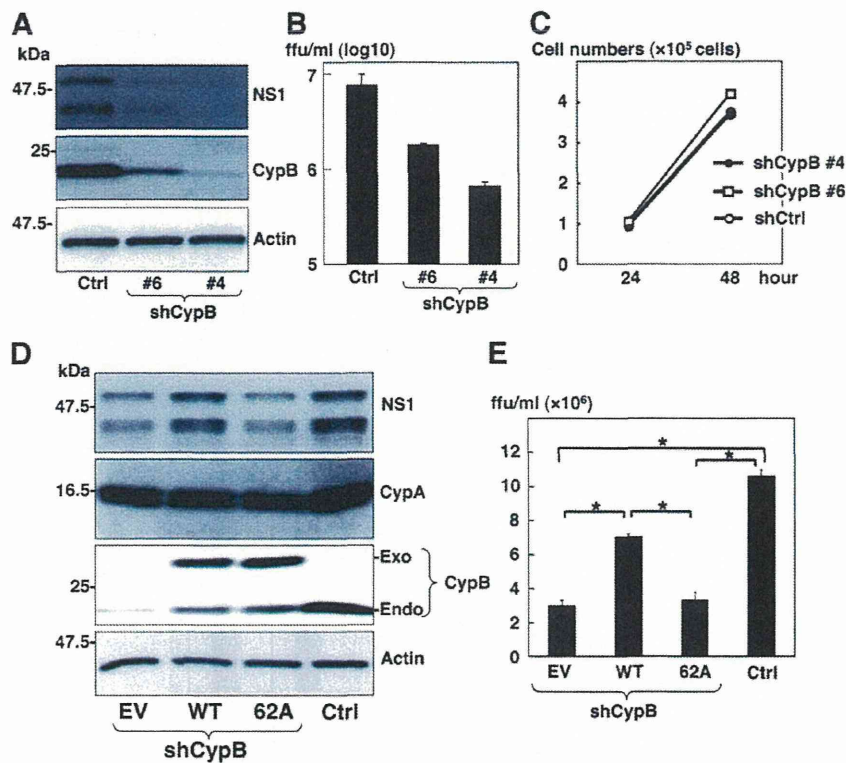 A
kDa
47.5-
NS1
25
CypB
47.5-
Actin
Ctrl #6 #4
shCypB
B
ffu/ml (log10)
7
6
5
Ctrl #6 #4
shCypB
C
Cell numbers (×10⁵ cells)
4
3
2
1
0
24 48 hour
shCypB #4
shCypB #6
shCtrl
D
kDa
47.5-
NS1
16.5-
CypA
Exo
25
CypB
Endo
47.5-
Actin
EV WT 62A Ctrl
shCypB
E
ffu/ml (×10⁶)
12
10
8
6
4
2
0
* * * *
EV WT 62A Ctrl
shCypB